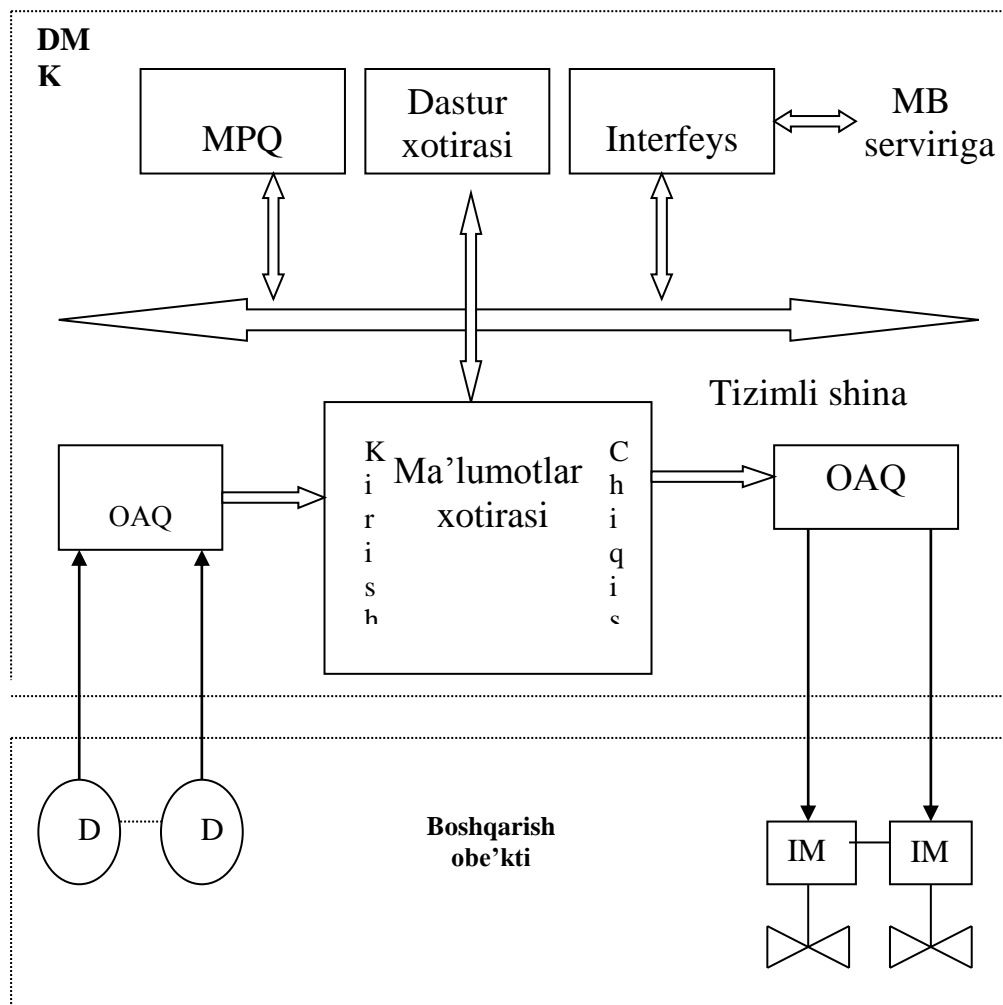 DM
K
MPQ
Dastur
xotirasi
Interfeys
MB
serviriga
Tizimli shina
OAQ
K
i
r
i
s
h
Ma’lumotlar
xotirasi
C
h
i
q
i
s
OAQ
D
D
Boshqarish
obe’kti
IM
IM